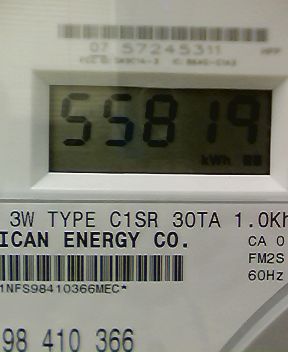 07 57245311
55819
kWh
3W TYPE C1SR 30TA 1.0Kh
ICAN ENERGY CO.
CA 0
FM2S
60Hz
1NFS98410366MEC*
98 410 366